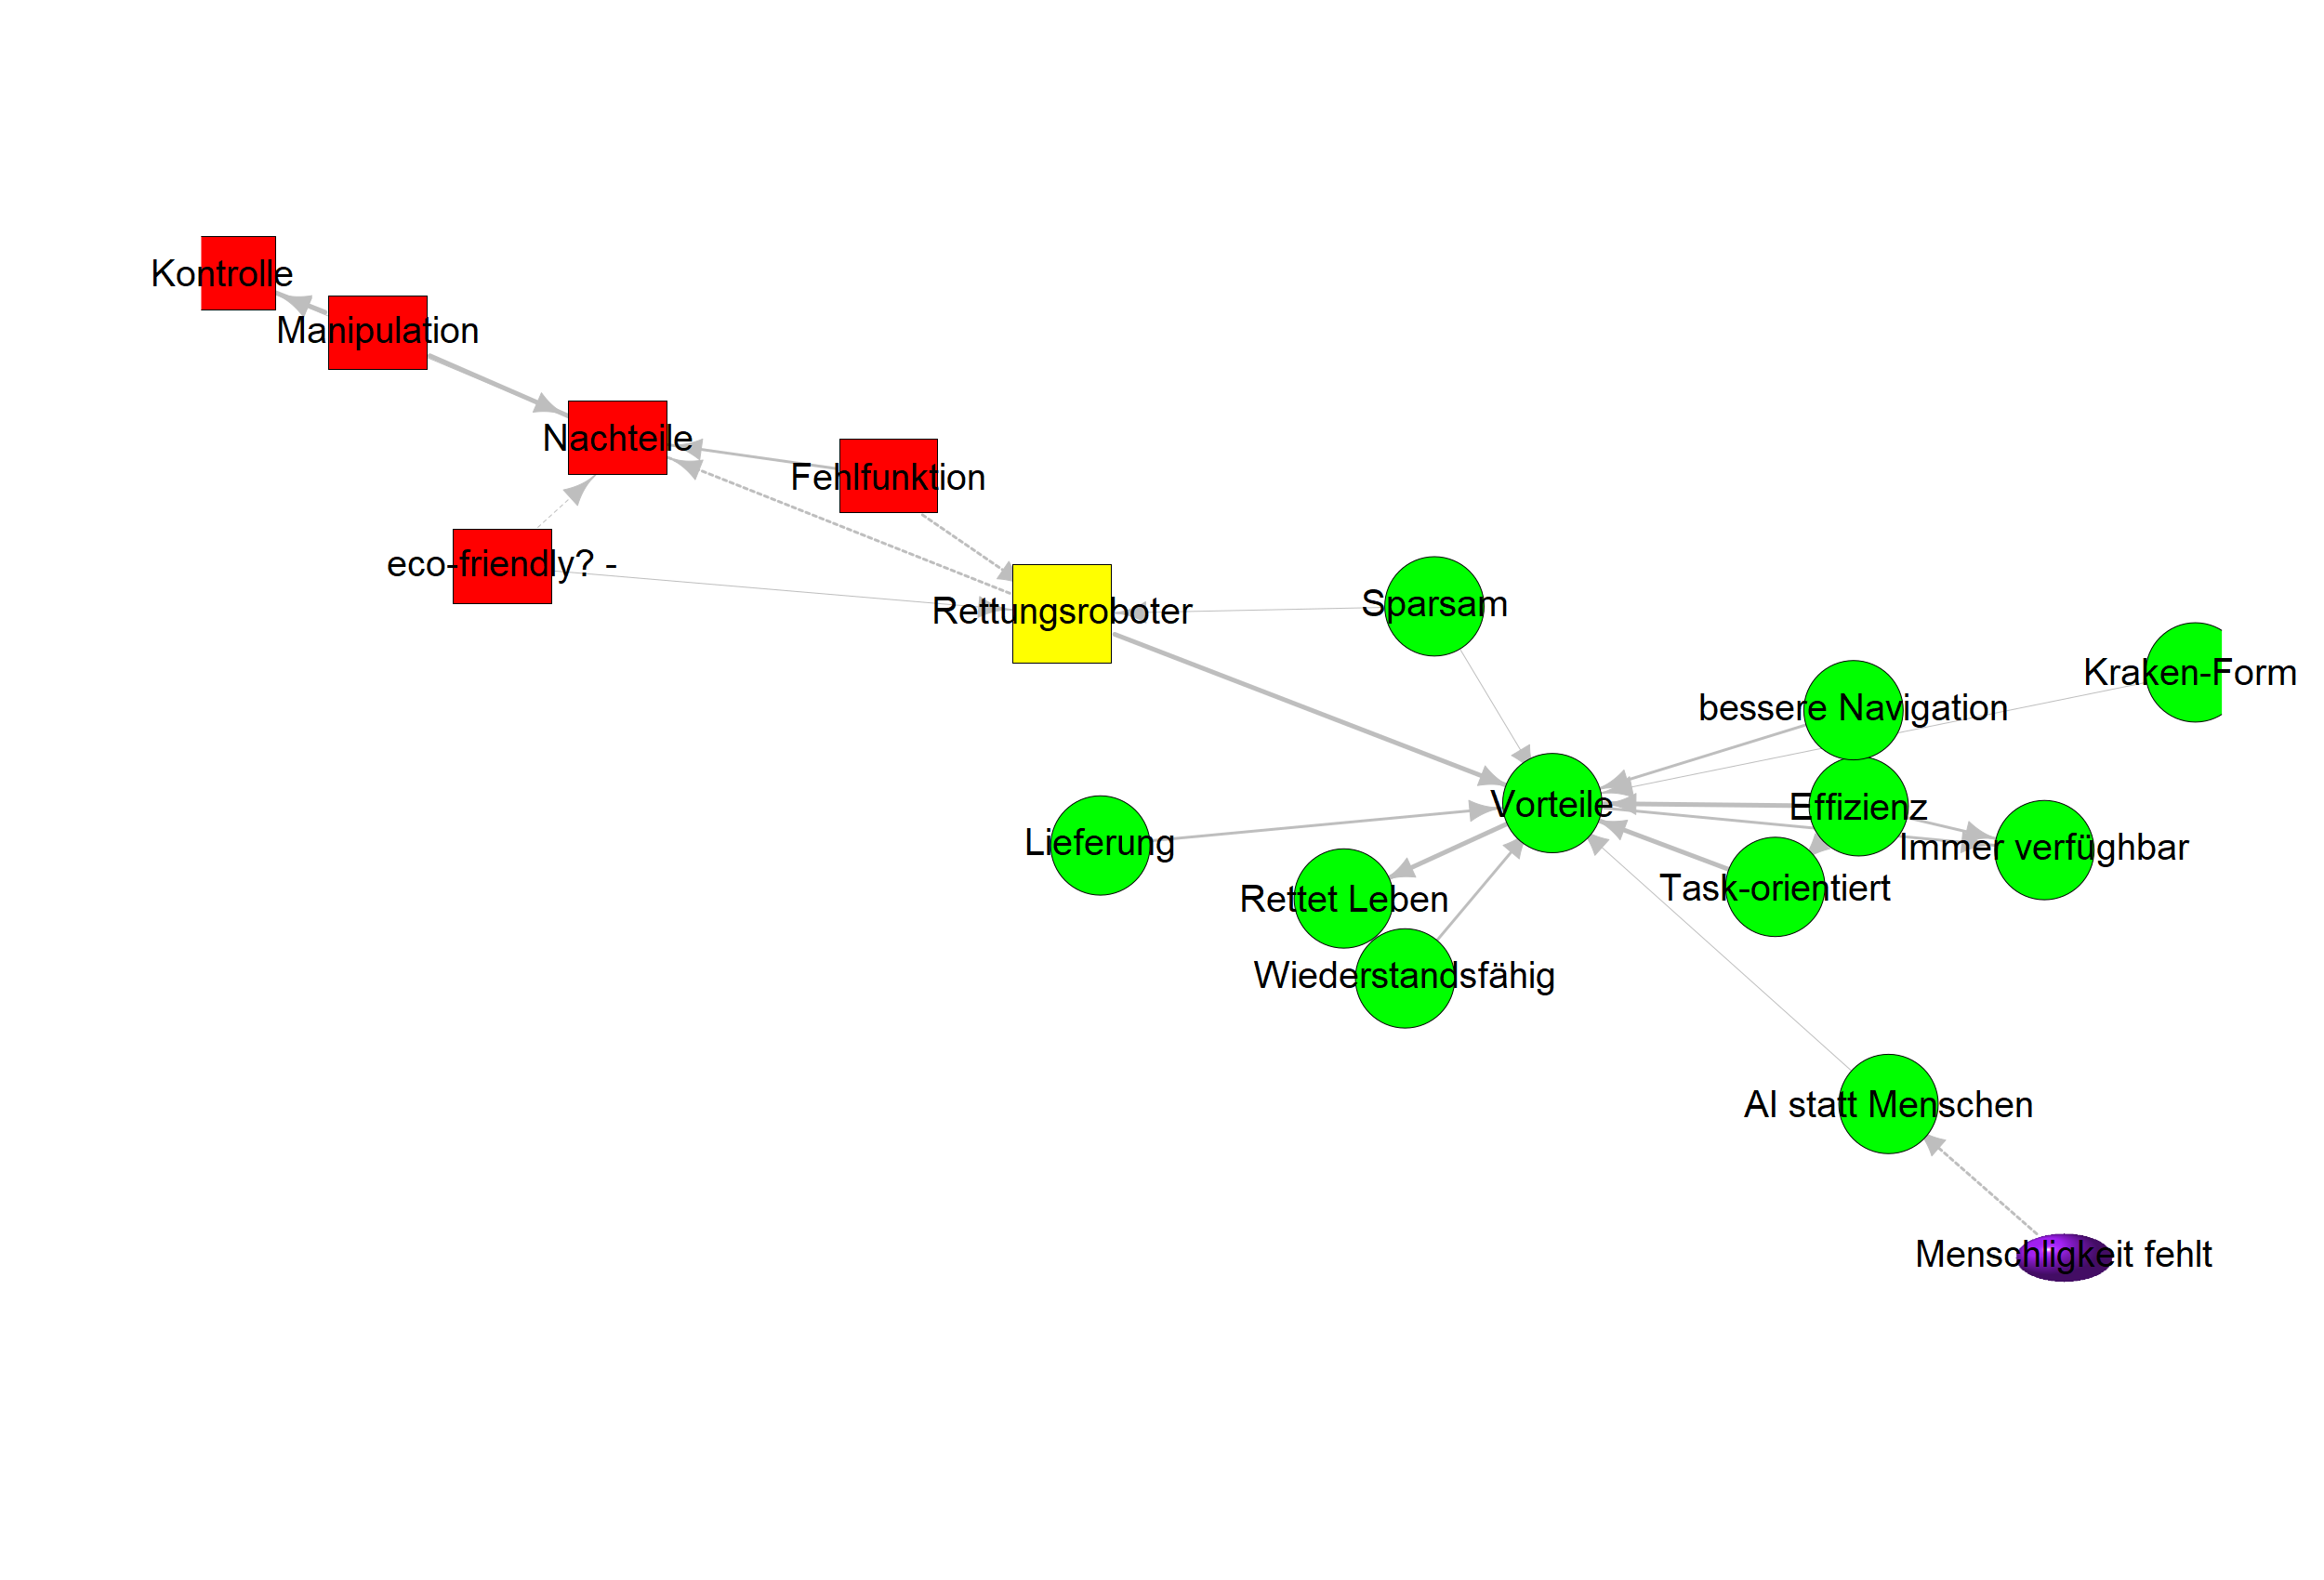 Kontrolle
Manipulation
Nachteile
Fehlfunktion
eco-friendly? -
Rettungsroboter
Sparsam
Kraken-Form
bessere Navigation
Vorteile
Effizienz
Lieferung
Immer verfüghbar
Rettet Leben
Task-orientiert
Wiederstandsfähig
AI statt Menschen
Menschligkeit fehlt